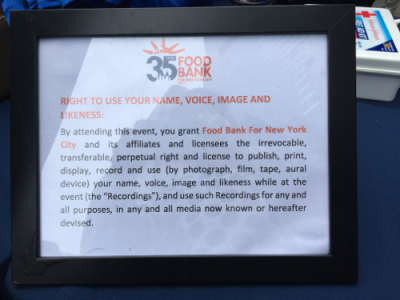 35 FOOD
BANK
FOR NEW YORK CITY
RIGHT TO USE YOUR NAME, VOICE, IMAGE AND
LIKENESS:
By attending this event, you grant Food Bank For New York
City and its affiliates and licensees the irrevocable,
transferable, perpetual right and license to publish, print,
display, record and use (by photograph, film, tape, aural
device) your name, voice, image and likeness while at the
event (the “Recordings”), and use such Recordings for any and
all purposes, in any and all media now known or hereafter
devised.